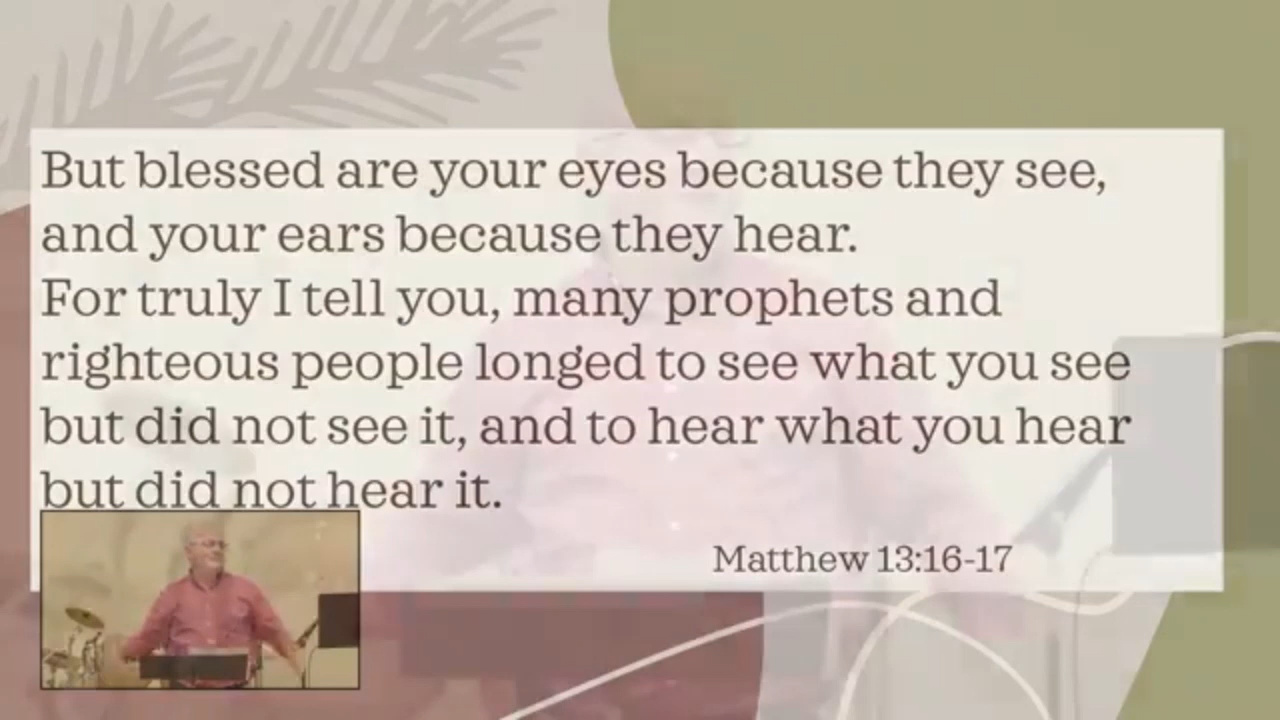 But blessed are your eyes because they see,
and your ears because they hear.
For truly I tell you, many prophets and
righteous people longed to see what you see
but did not see it, and to hear what you hear
but did not hear it.
Matthew 13:16-17